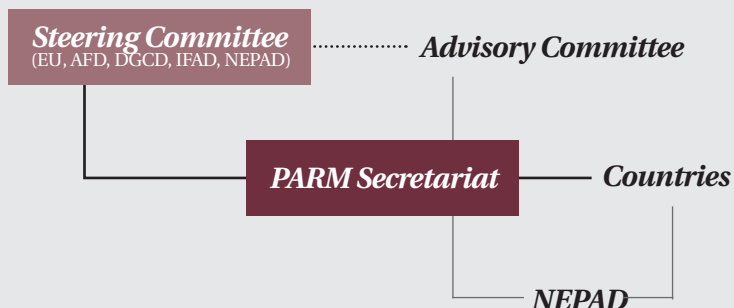 Steering Committee
(EU, AFD, DGCD, IFAD, NEPAD)
Advisory Committee
PARM Secretariat
Countries
NEPAD